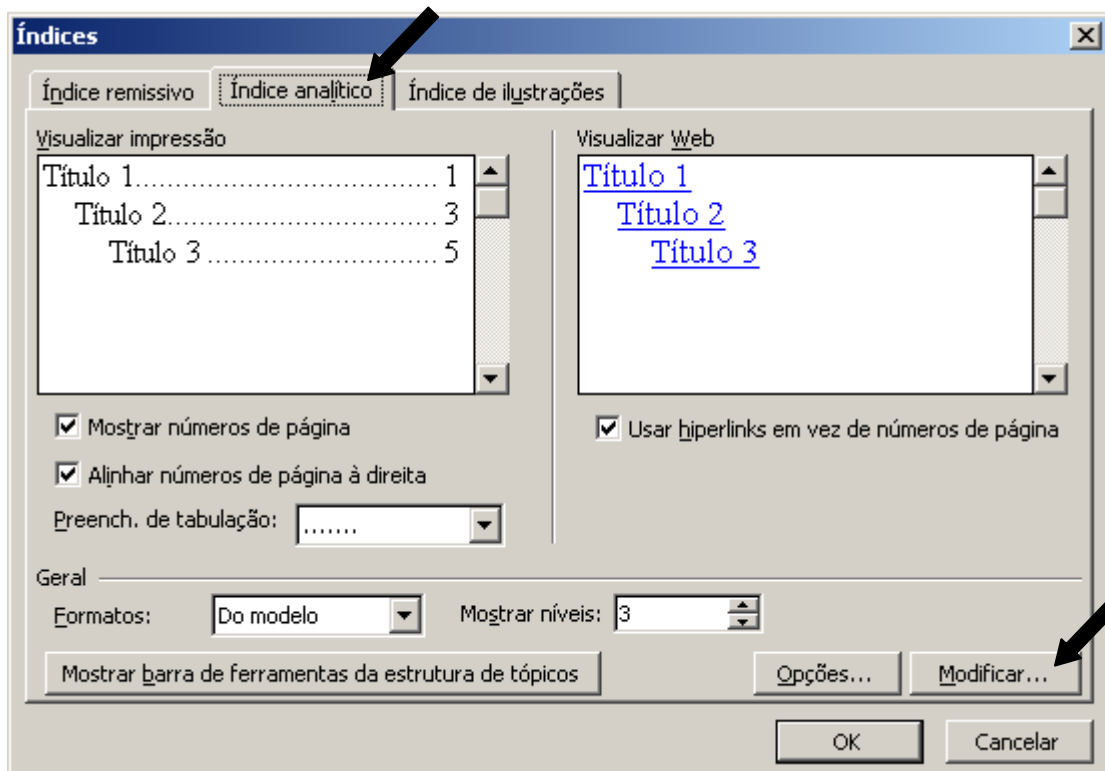 Índices
Índice remissivo Índice analítico Índice de ilustrações
Visualizar impressão
Título 1..................................... 1
Título 2.................................. 3
Título 3............................ 5
Visualizar Web
Título 1
Título 2
Título 3
Mostrar números de página
Alinhar números de página à direita
Preench. de tabulação: .......
Usar hiperlinks em vez de números de página
Geral
Formatos: Do modelo Mostrar níveis: 3
Mostrar barra de ferramentas da estrutura de tópicos Opções... Modificar...
OK Cancelar